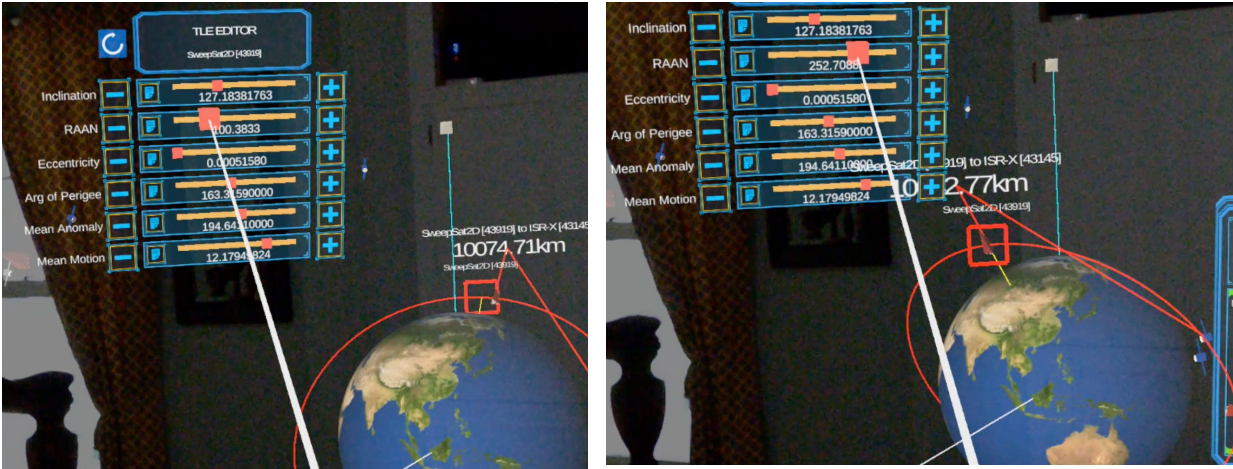 TLE EDITOR
SweepSat2D [43919]
Inclination
127.18381763
RAAN
100.3833
Eccentricity
0.00051580
Arg of Perigee
163.31590000
Mean Anomaly
194.64110000
Mean Motion
12.17949824
SweepSat2D [43919] to ISR-X [43145
10074.71km
SweepSat2D [43919]
Inclination
127.18381763
RAAN
252.7088
Eccentricity
0.00051580
Arg of Perigee
163.31590000
Mean Anomaly
194.64110000
Mean Motion
12.17949824
SweepSat2D [43919] to ISR-X [43145]
2.77km
SweepSat2D [43919]